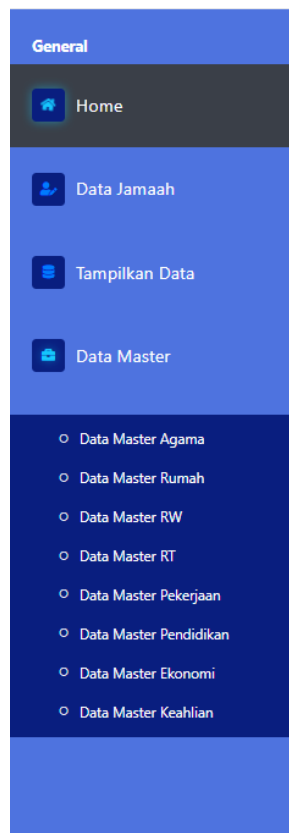 General
Home
Data Jamaah
Tampilkan Data
Data Master
Data Master Agama
Data Master Rumah
Data Master RW
Data Master RT
Data Master Pekerjaan
Data Master Pendidikan
Data Master Ekonomi
Data Master Keahlian